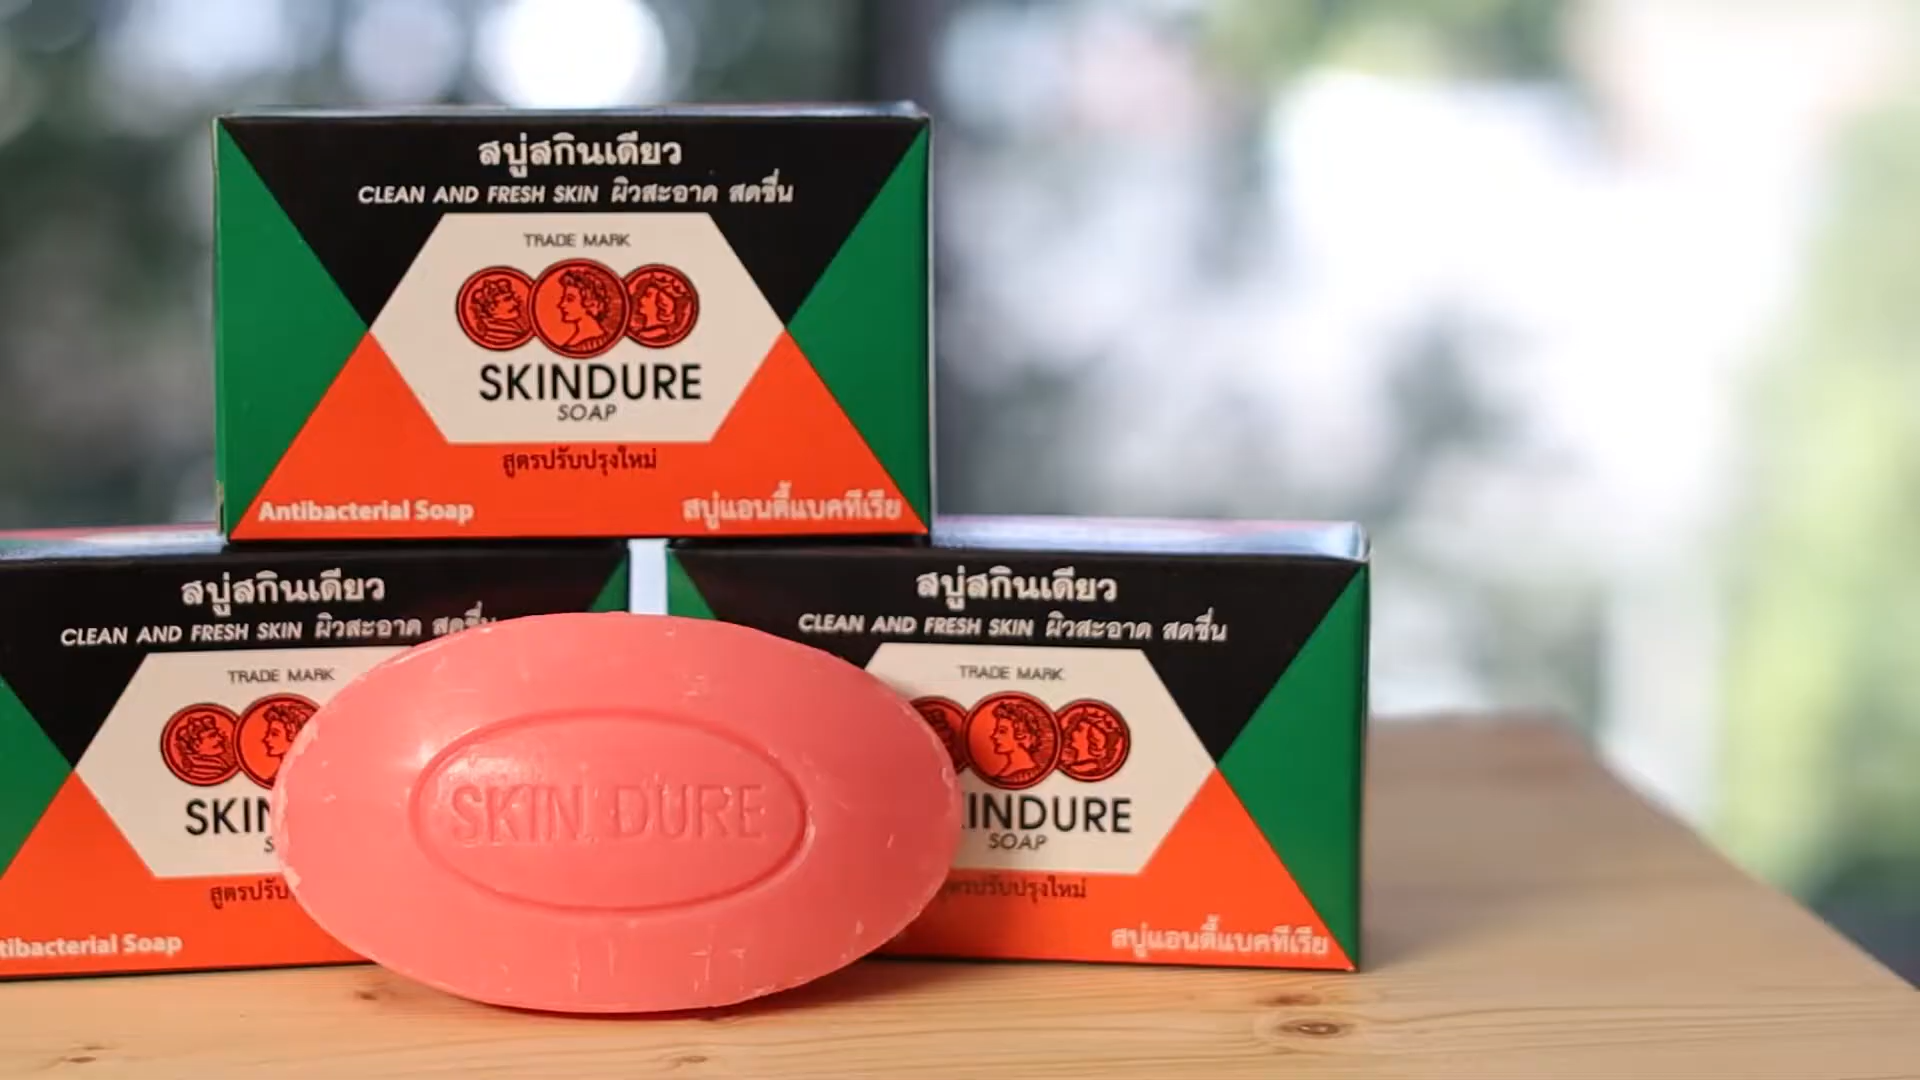 สบู่สกินเดียว
CLEAN AND FRESH SKIN ผิวสะอาด สดชื่น
TRADE MARK
SKINDURE
SOAP
สูตรปรับปรุงใหม่
Antibacterial Soap สบู่แอนตี้แบคทีเรีย
สบู่สกินเดียว
CLEAN AND FRESH SKIN ผิวสะอาด สดชื่น
TRADE MARK
SKIN
S
สูตรปรับป
tibacterial Soap
สบู่สกินเดียว
CLEAN AND FRESH SKIN ผิวสะอาด สดชื่น
TRADE MARK
INDURE
SOAP
ปรับปรุงใหม่
สบู่แอนตี้แบคทีเรีย
SKIN DURE